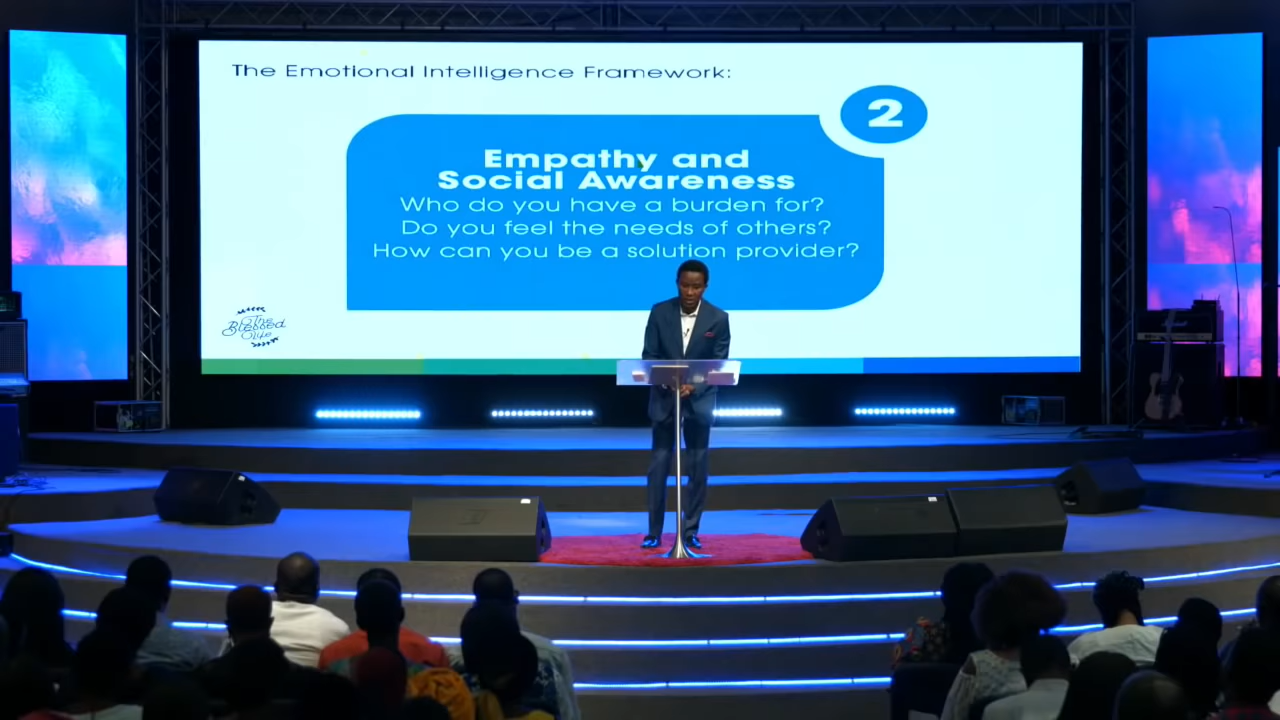 The Emotional Intelligence Framework:
2
Empathy and
Social Awareness
Who do you have a burden for?
Do you feel the needs of others?
How can you be a solution provider?
The
Blessed
Life